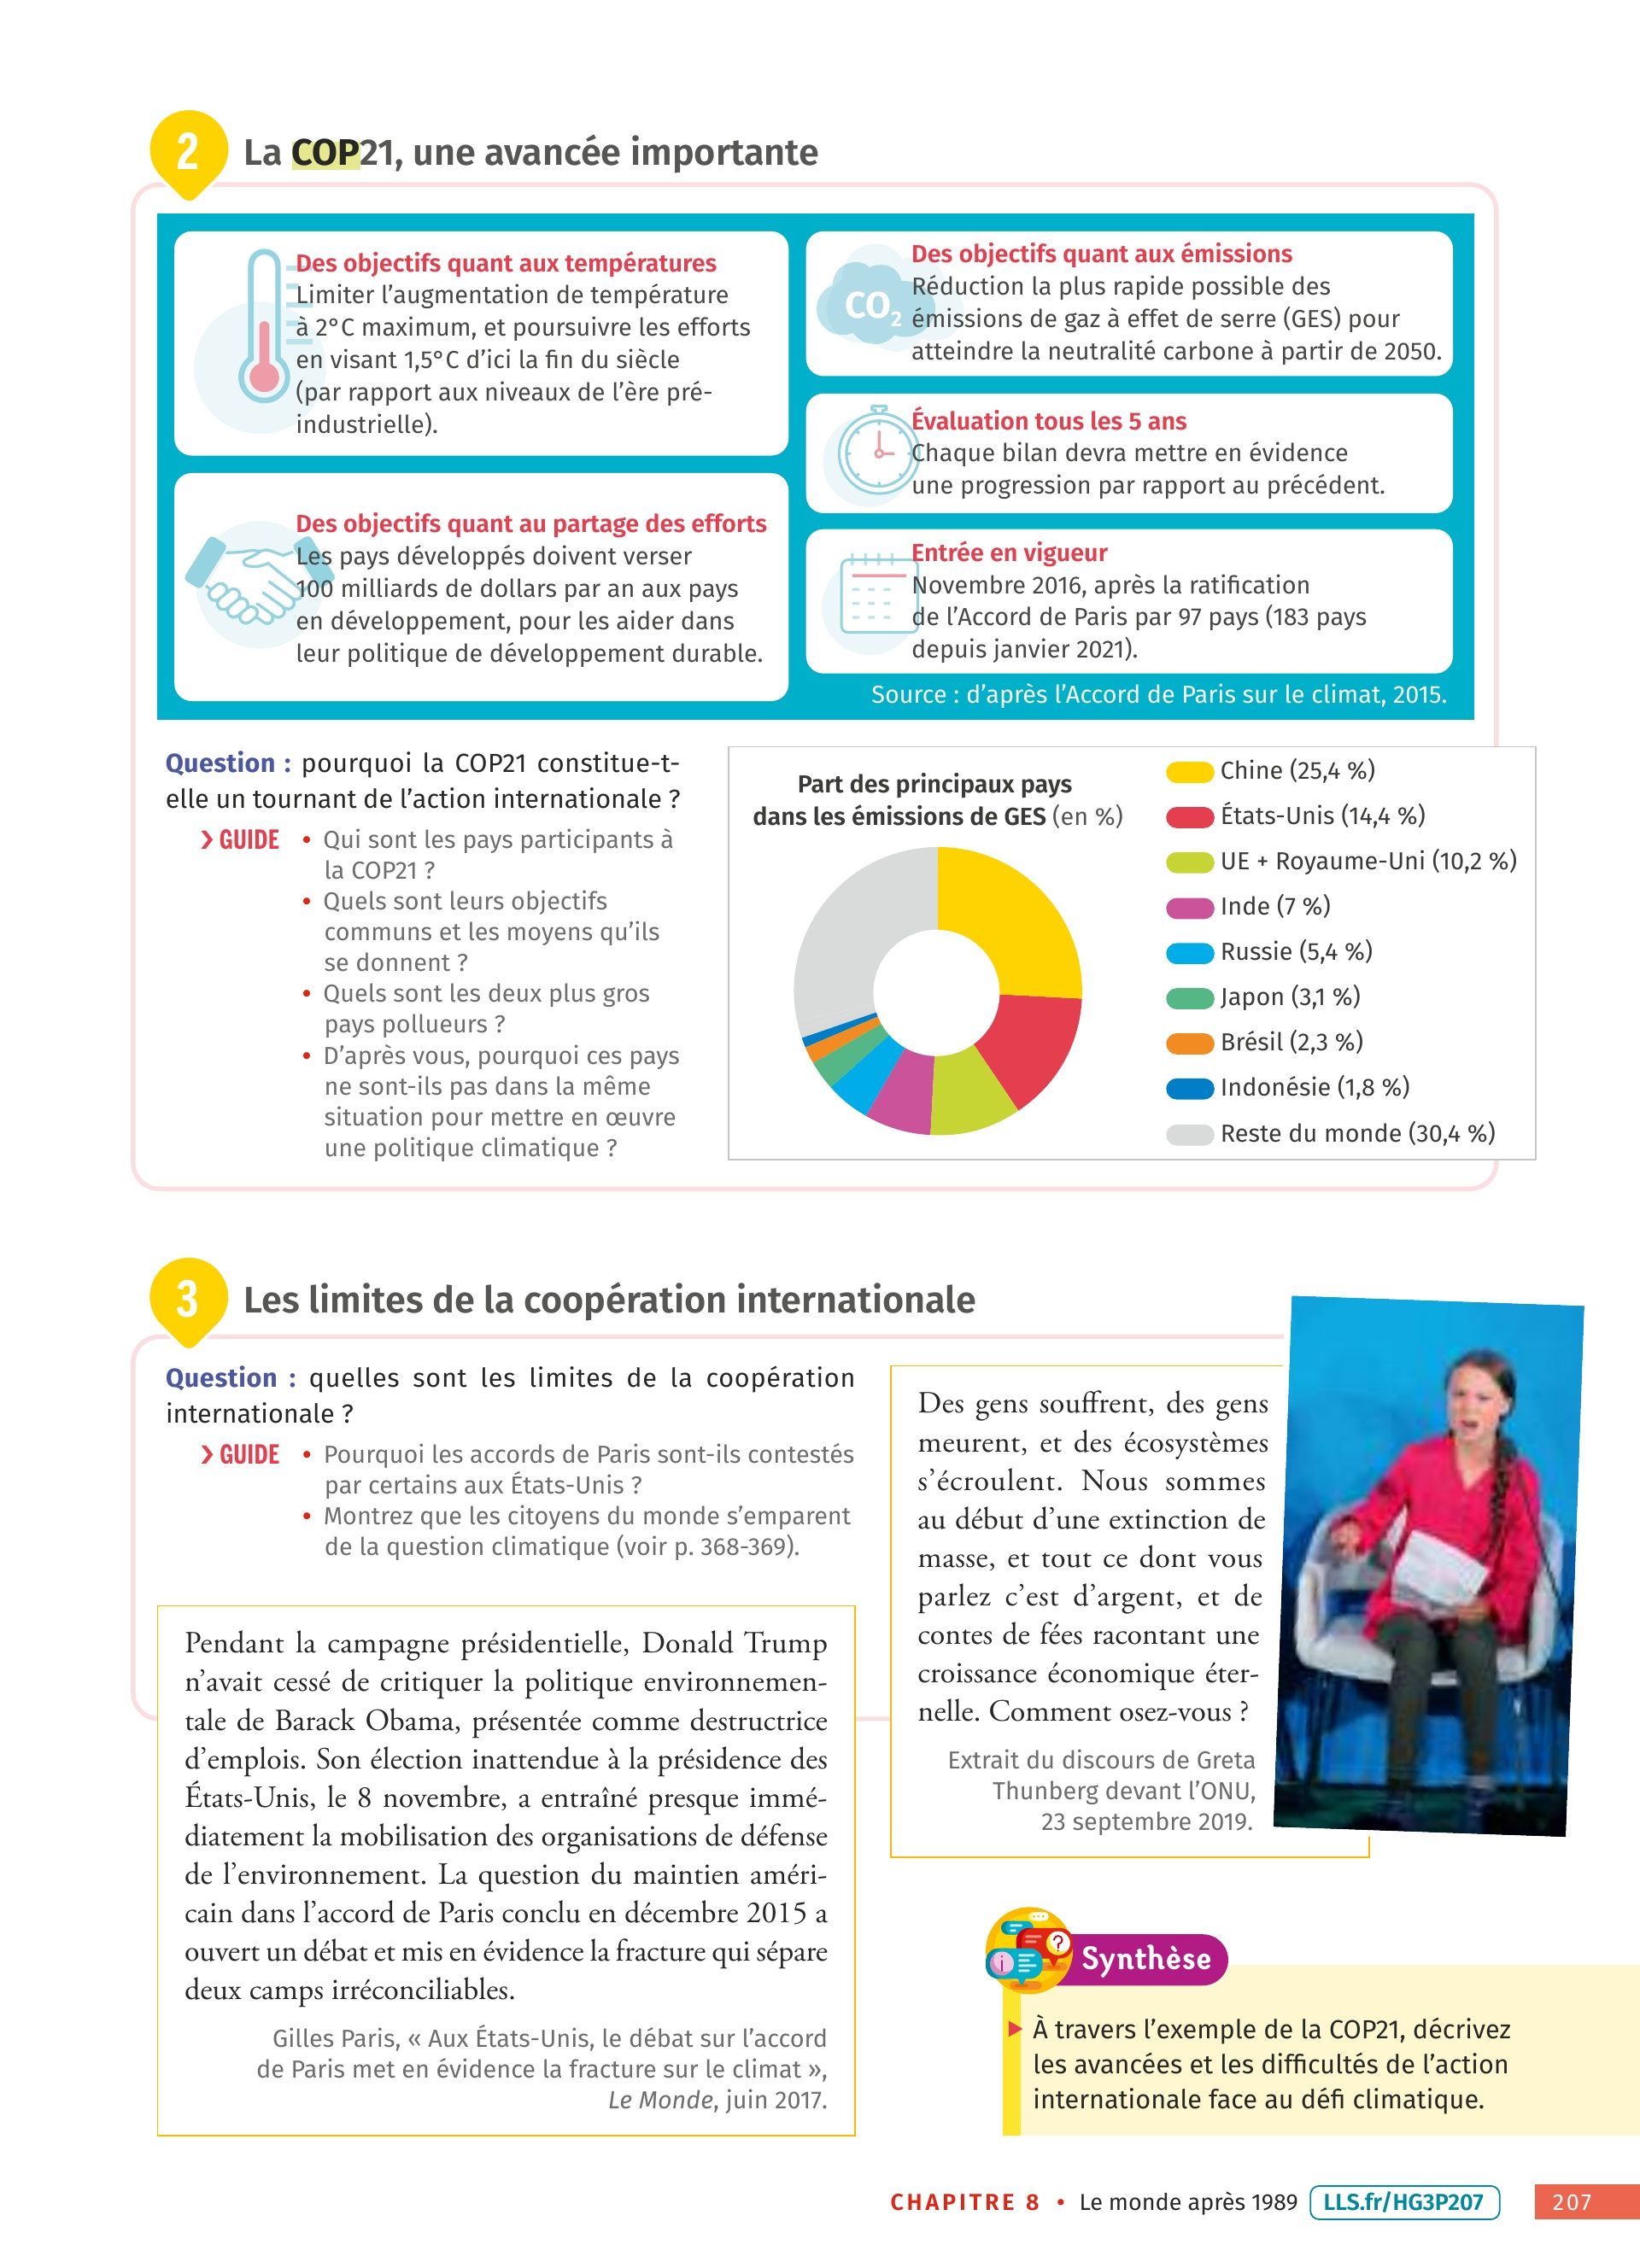 2
La COP21, une avancée importante
Des objectifs quant aux températures
Limiter l’augmentation de température
à 2°C maximum, et poursuivre les efforts
en visant 1,5°C d’ici la fin du siècle
(par rapport aux niveaux de l’ère pré-
industrielle).
Des objectifs quant au partage des efforts
Les pays développés doivent verser
100 milliards de dollars par an aux pays
en développement, pour les aider dans
leur politique de développement durable.
CO2
Des objectifs quant aux émissions
Réduction la plus rapide possible des
émissions de gaz à effet de serre (GES) pour
atteindre la neutralité carbone à partir de 2050.
Évaluation tous les 5 ans
Chaque bilan devra mettre en évidence
une progression par rapport au précédent.
Entrée en vigueur
Novembre 2016, après la ratification
de l’Accord de Paris par 97 pays (183 pays
depuis janvier 2021).
Source : d’après l’Accord de Paris sur le climat, 2015.
Question : pourquoi la COP21 constitue-t-
elle un tournant de l’action internationale ?
❯ GUIDE • Qui sont les pays participants à
la COP21 ?
• Quels sont leurs objectifs
communs et les moyens qu’ils
se donnent ?
• Quels sont les deux plus gros
pays pollueurs ?
• D’après vous, pourquoi ces pays
ne sont-ils pas dans la même
situation pour mettre en œuvre
une politique climatique ?
Part des principaux pays
dans les émissions de GES (en %)
Chine (25,4 %)
États-Unis (14,4 %)
UE + Royaume-Uni (10,2 %)
Inde (7 %)
Russie (5,4 %)
Japon (3,1 %)
Brésil (2,3 %)
Indonésie (1,8 %)
Reste du monde (30,4 %)
3
Les limites de la coopération internationale
Question : quelles sont les limites de la coopération
internationale ?
❯ GUIDE • Pourquoi les accords de Paris sont-ils contestés
par certains aux États-Unis ?
• Montrez que les citoyens du monde s’emparent
de la question climatique (voir p. 368-369).
Pendant la campagne présidentielle, Donald Trump
n’avait cessé de critiquer la politique environnemen-
tale de Barack Obama, présentée comme destructrice
d’emplois. Son élection inattendue à la présidence des
États-Unis, le 8 novembre, a entraîné presque immé-
diatement la mobilisation des organisations de défense
de l’environnement. La question du maintien améri-
cain dans l’accord de Paris conclu en décembre 2015 a
ouvert un débat et mis en évidence la fracture qui sépare
deux camps irréconciliables.
Gilles Paris, « Aux États-Unis, le débat sur l’accord
de Paris met en évidence la fracture sur le climat »,
Le Monde, juin 2017.
Des gens souffrent, des gens
meurent, et des écosystèmes
s’écroulent. Nous sommes
au début d’une extinction de
masse, et tout ce dont vous
parlez c’est d’argent, et de
contes de fées racontant une
croissance économique éter-
nelle. Comment osez-vous ?
Extrait du discours de Greta
Thunberg devant l’ONU,
23 septembre 2019.
Synthèse
▶ À travers l’exemple de la COP21, décrivez
les avancées et les difficultés de l’action
internationale face au défi climatique.
CHAPITRE 8 • Le monde après 1989 LLS.fr/HG3P207 207